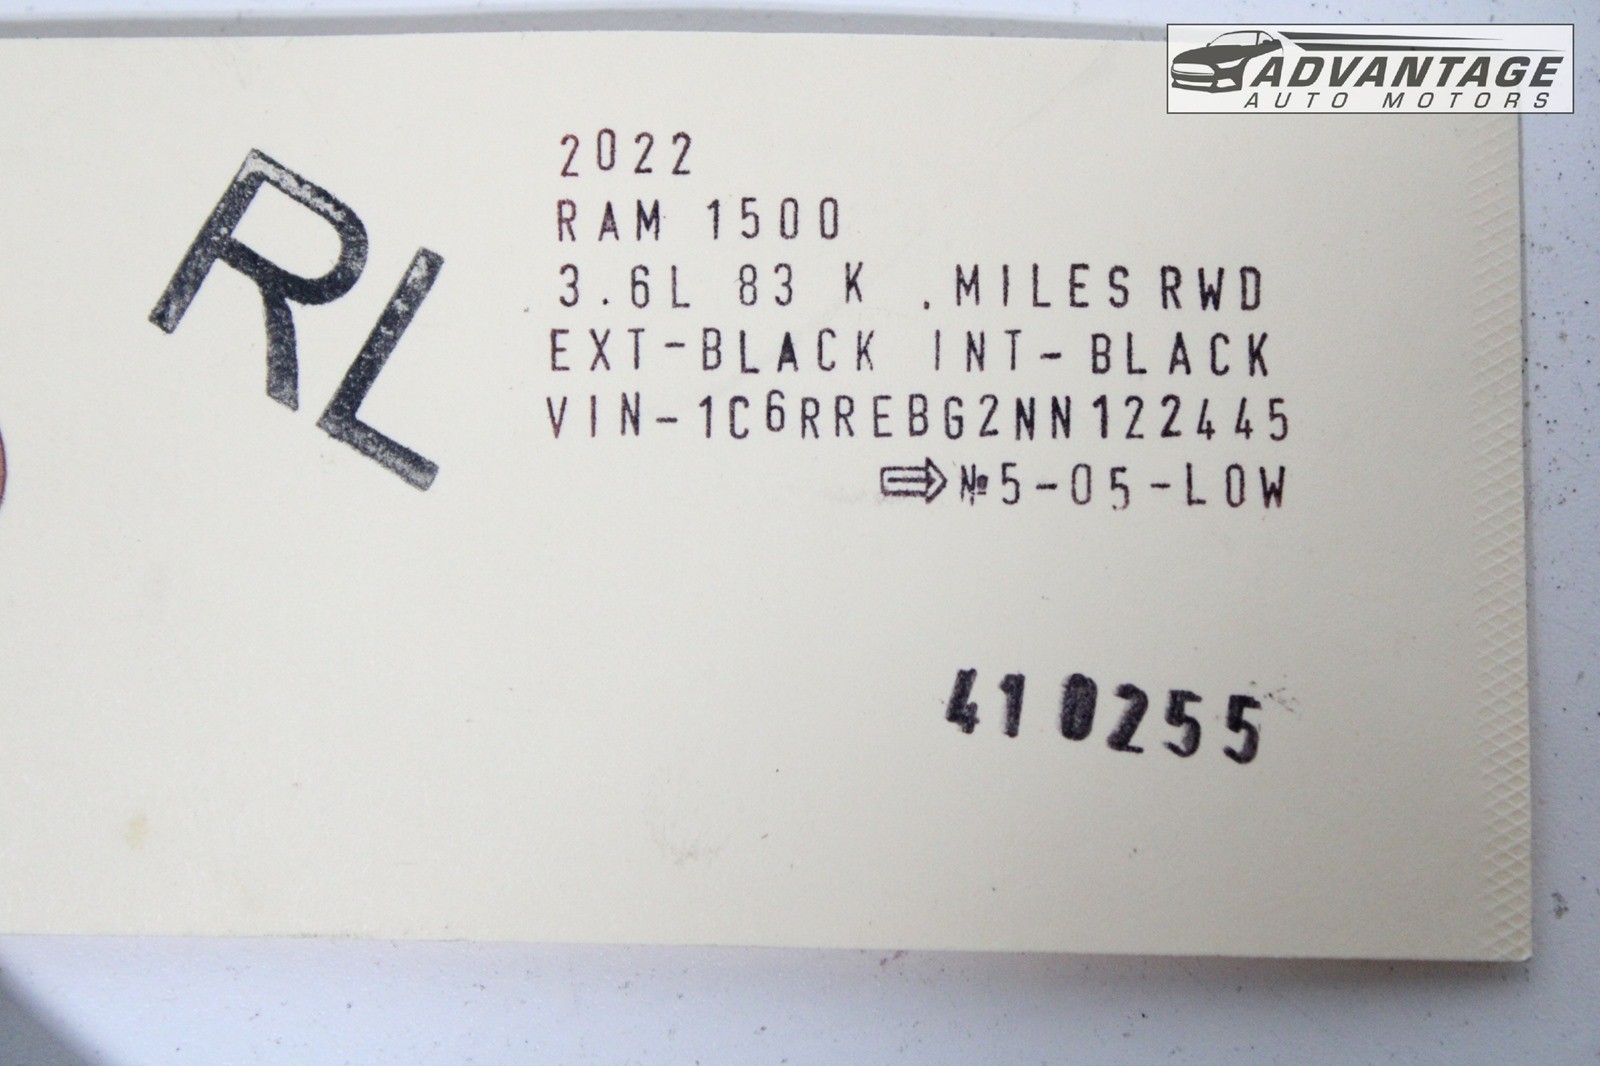 ADVANTAGE
AUTO MOTORS
RL
2022
RAM 1500
3.6L 83 K .MILES RWD
EXT-BLACK INT-BLACK
VIN-1C6RREBG2NN122445
⇨ №5-05-LOW
410255